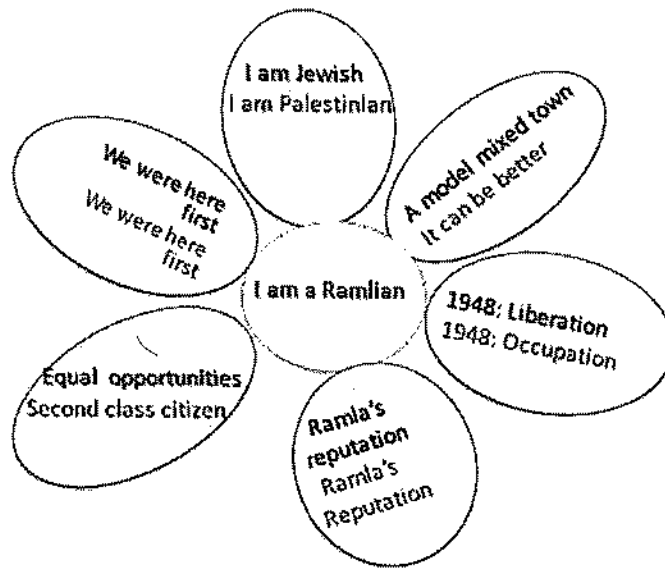 I am Jewish
I am Palestinian
A model mixed town
It can be better
We were here
first
We were here
first
I am a Ramlian
1948: Liberation
1948: Occupation
Equal opportunities
Second class citizen
Ramla's
reputation
Ramla's
Reputation